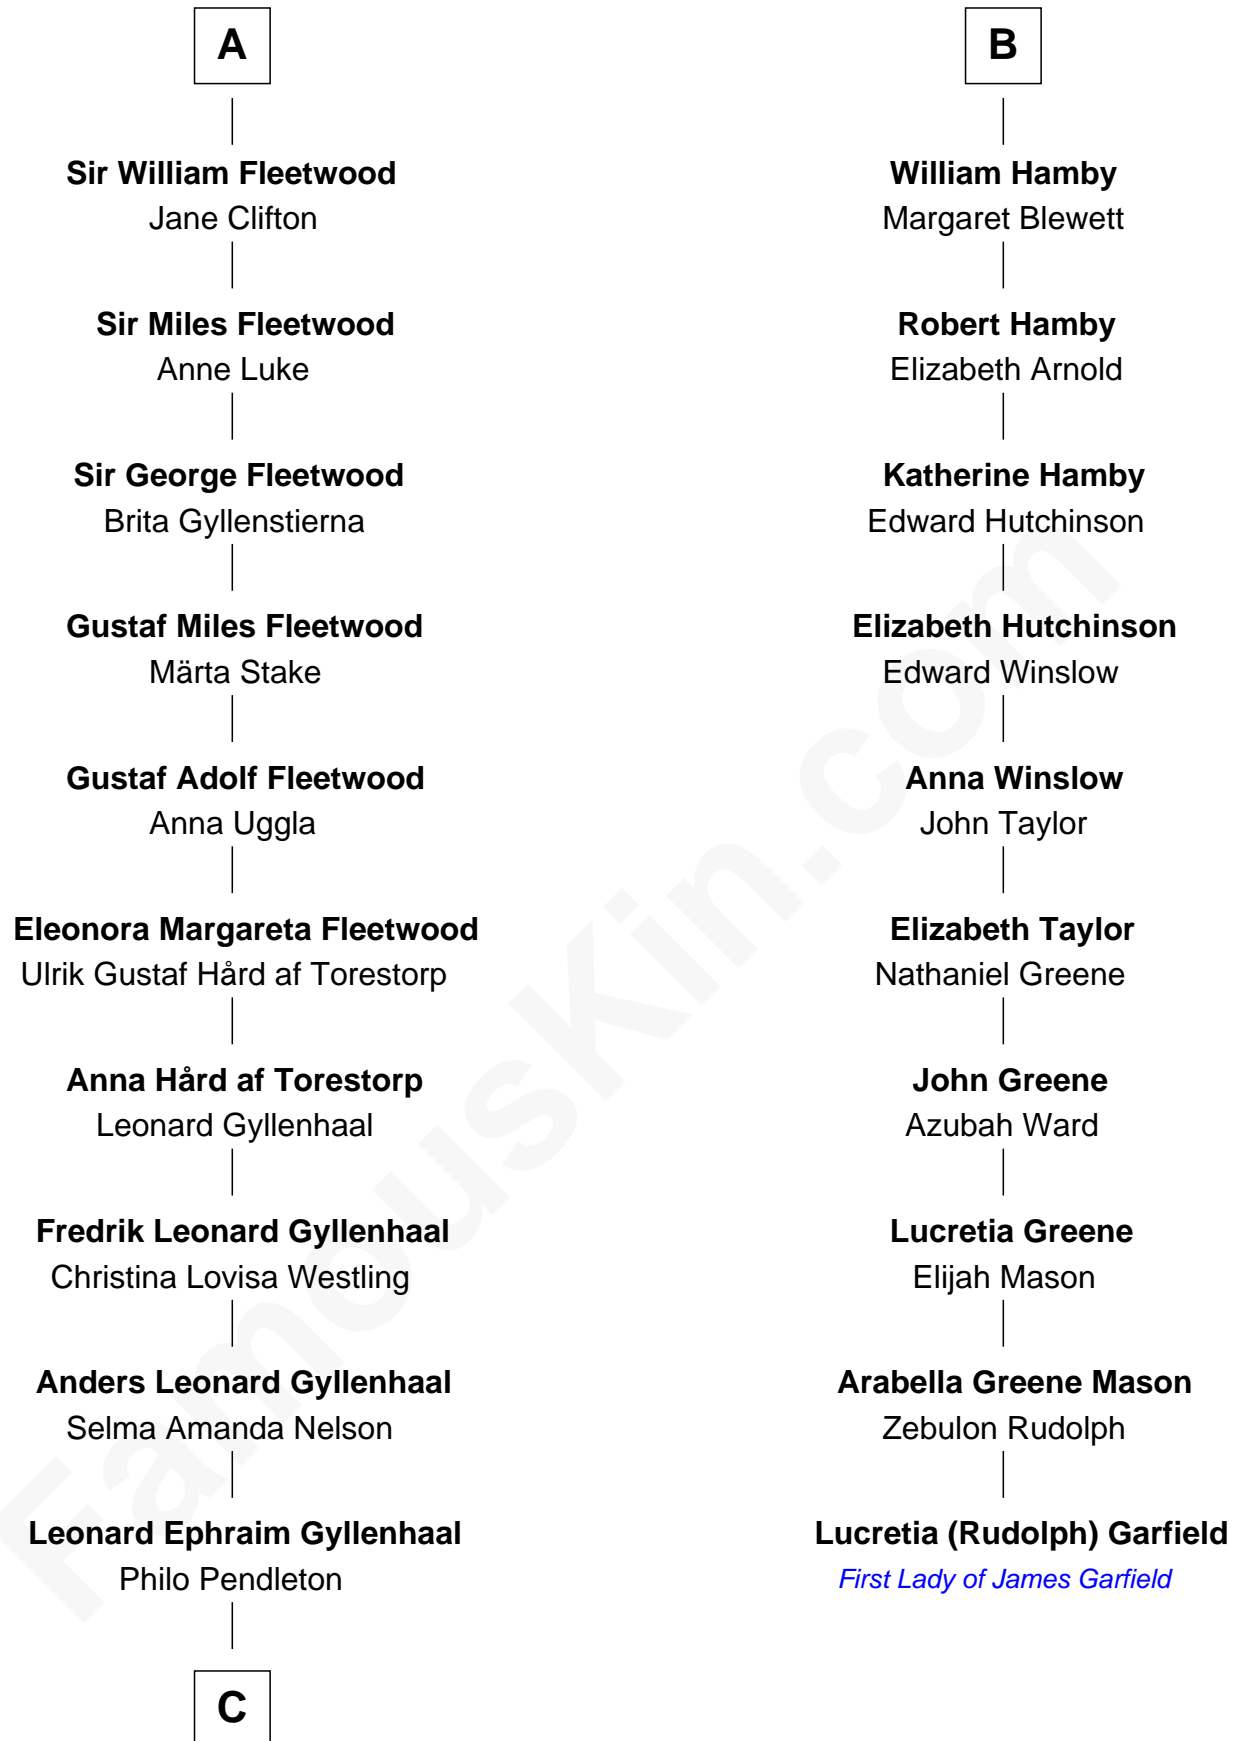 A
Sir William Fleetwood
Jane Clifton
Sir Miles Fleetwood
Anne Luke
Sir George Fleetwood
Brita Gyllenstierna
Gustaf Miles Fleetwood
Märta Stake
Gustaf Adolf Fleetwood
Anna Uggla
Eleonora Margareta Fleetwood
Ulrik Gustaf Hård af Torestorp
Anna Hård af Torestorp
Leonard Gyllenhaal
Fredrik Leonard Gyllenhaal
Christina Lovisa Westling
Anders Leonard Gyllenhaal
Selma Amanda Nelson
Leonard Ephraim Gyllenhaal
Philo Pendleton
C
B
William Hamby
Margaret Blewett
Robert Hamby
Elizabeth Arnold
Katherine Hamby
Edward Hutchinson
Elizabeth Hutchinson
Edward Winslow
Anna Winslow
John Taylor
Elizabeth Taylor
Nathaniel Greene
John Greene
Azubah Ward
Lucretia Greene
Elijah Mason
Arabella Greene Mason
Zebulon Rudolph
Lucretia (Rudolph) Garfield
First Lady of James Garfield
FamousKin.com